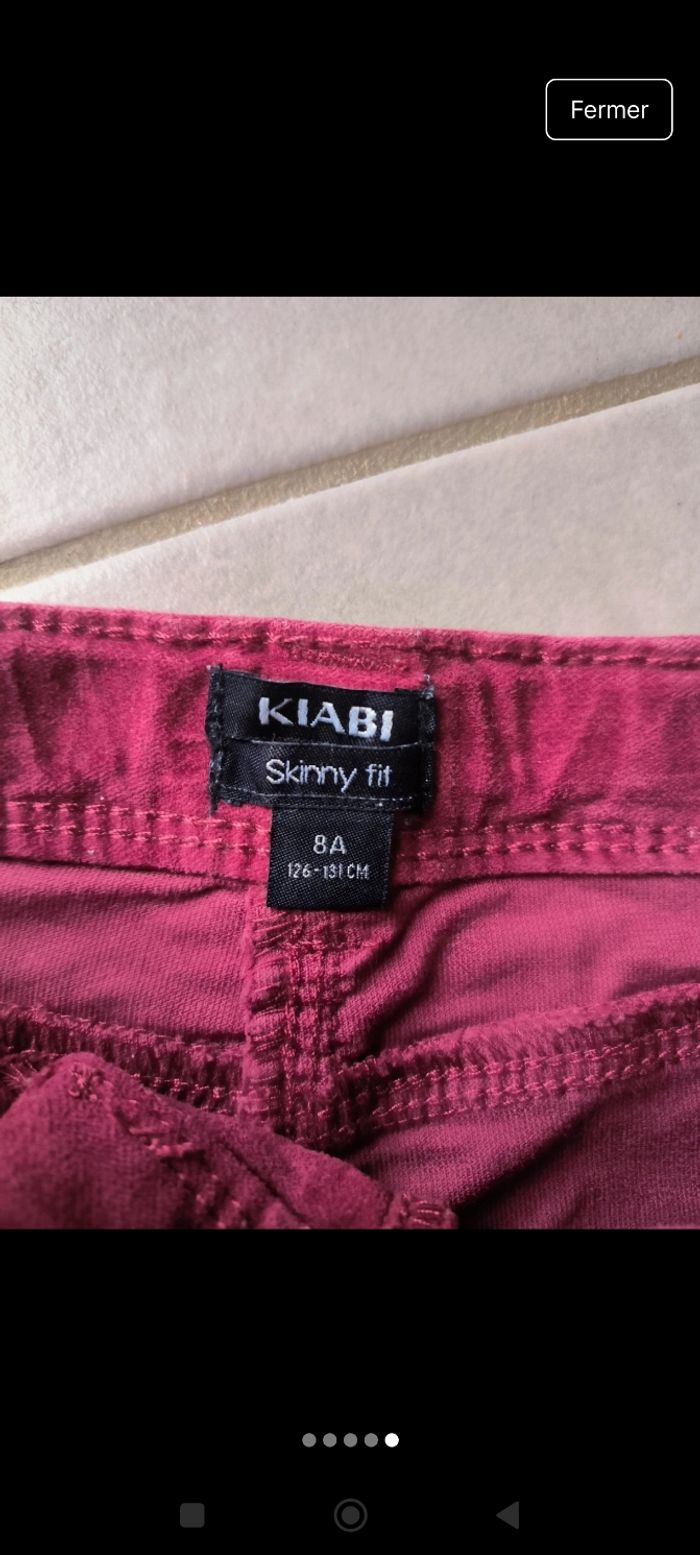 Fermer
KIABI
Skinny fit
8A
126-131 CM